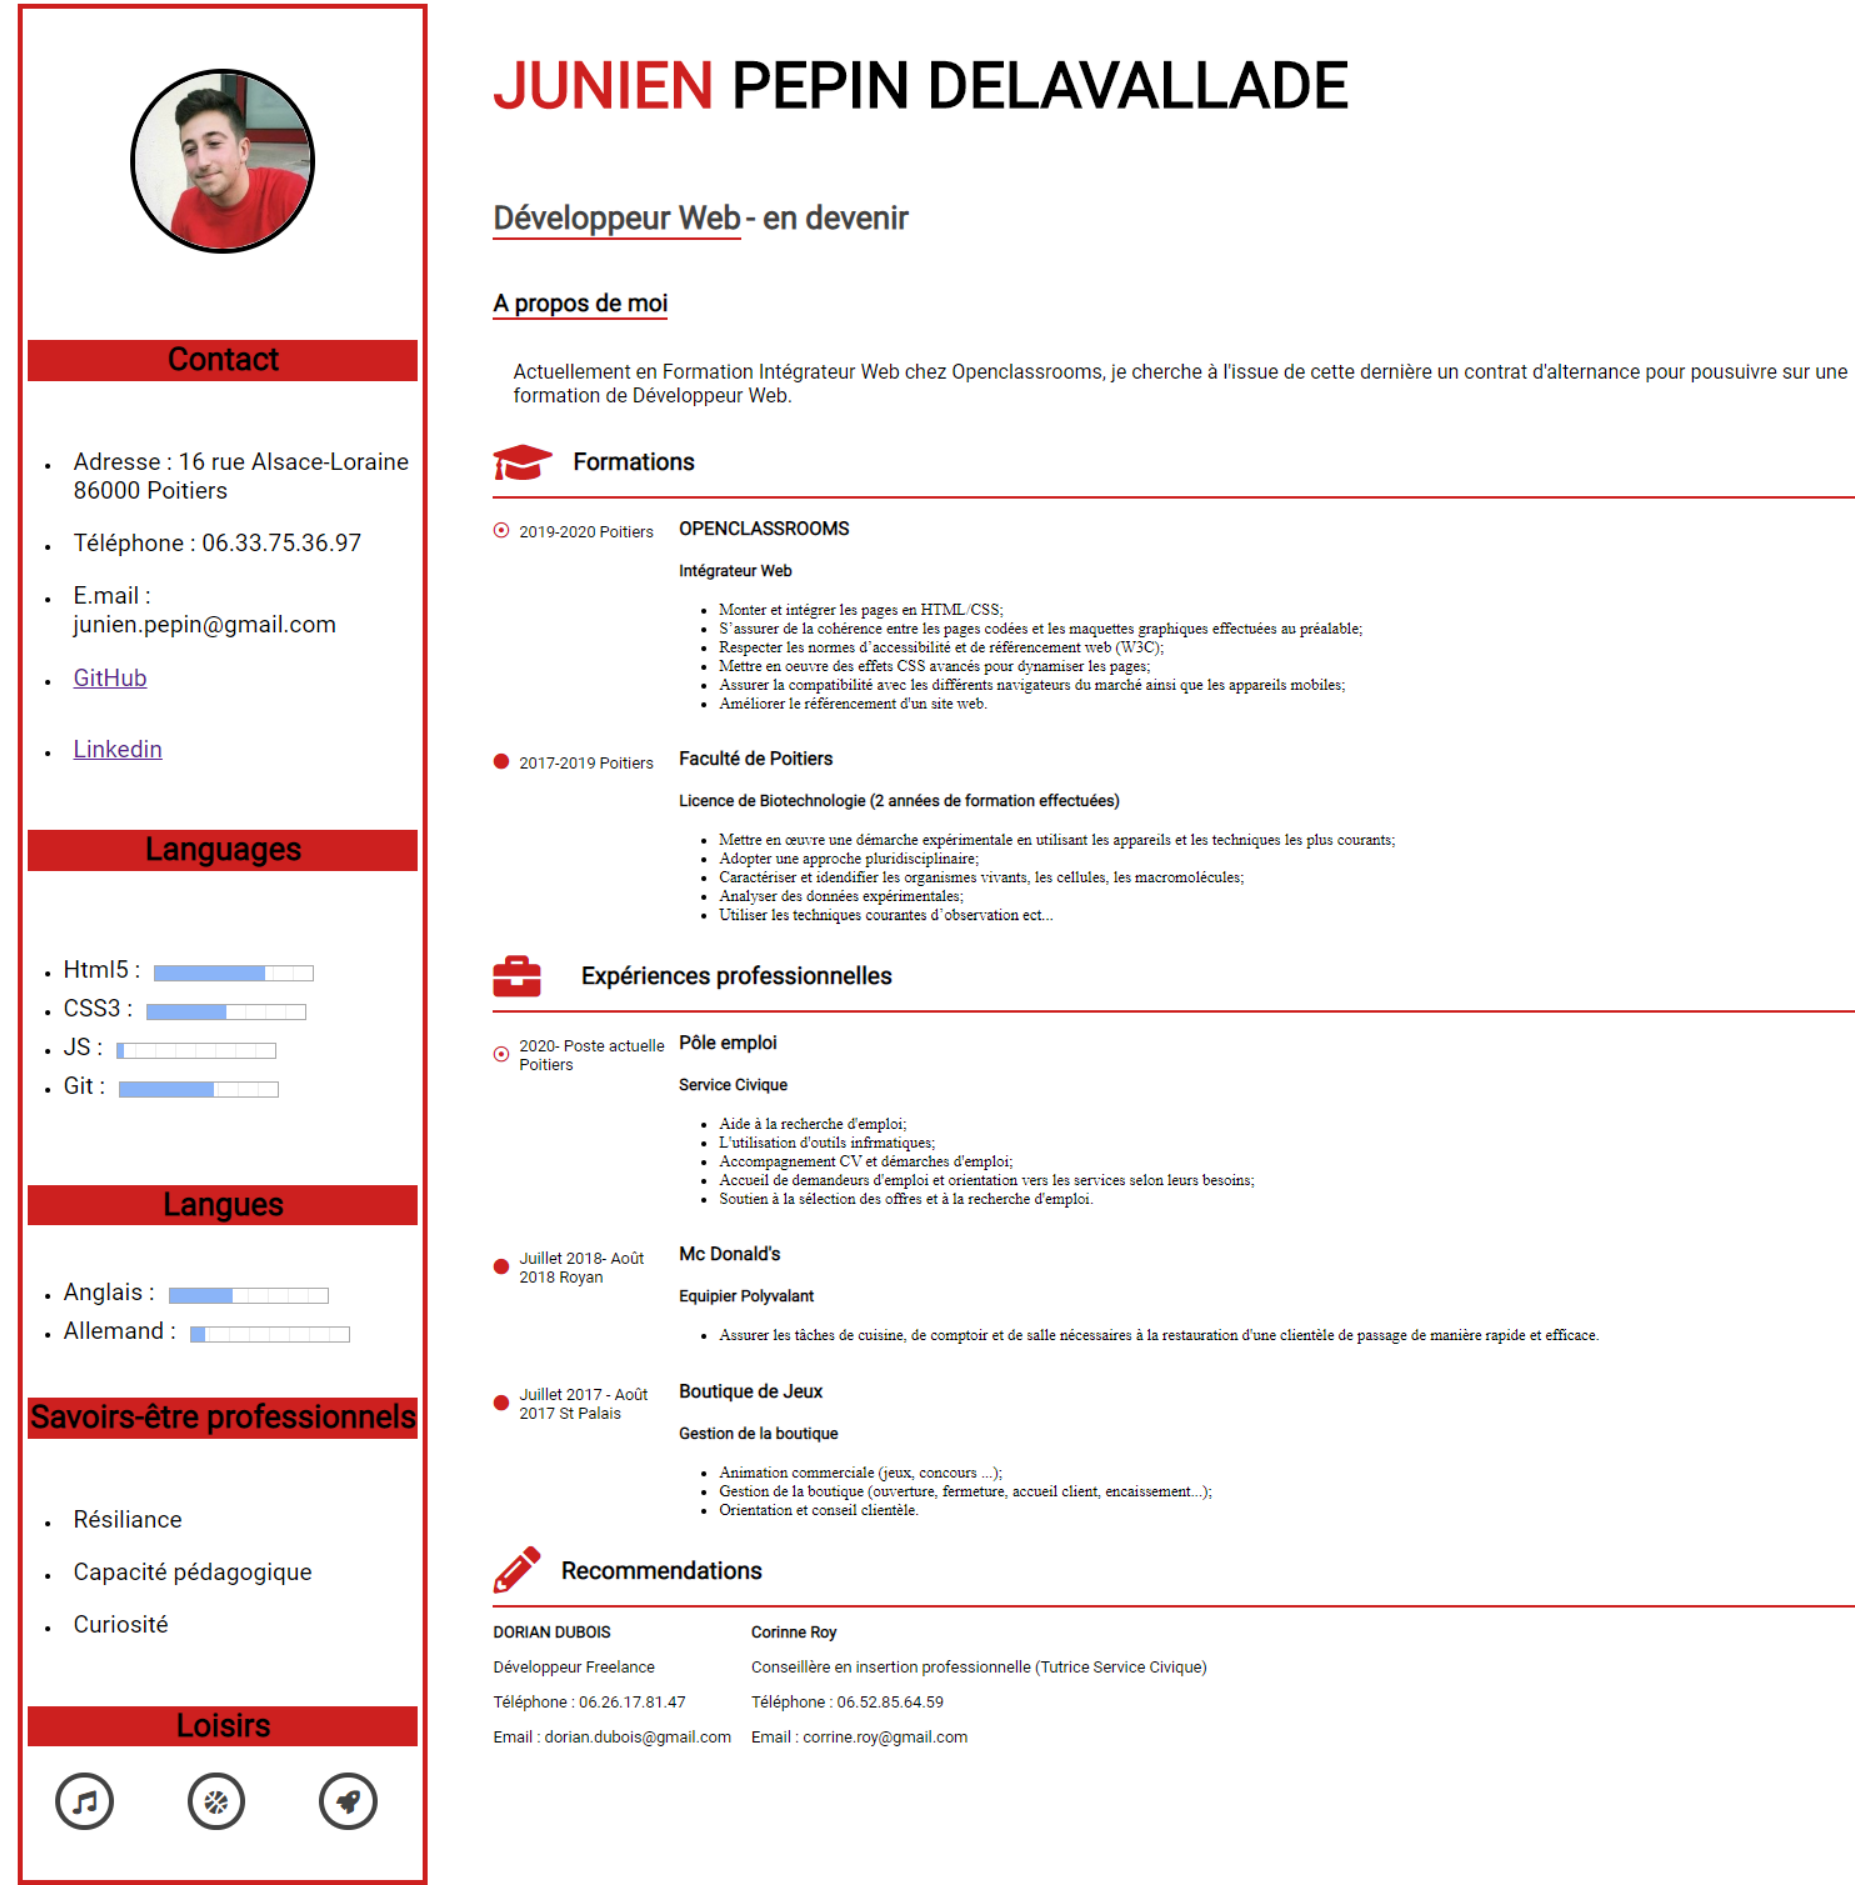 JUNIEN PEPIN DELAVALLADE
Développeur Web - en devenir
A propos de moi
Actuellement en Formation Intégrateur Web chez Openclassrooms, je cherche à l'issue de cette dernière un contrat d'alternance pour pousuivre sur une
formation de Développeur Web.
Contact
Adresse : 16 rue Alsace-Loraine
86000 Poitiers
Téléphone : 06.33.75.36.97
E.mail :
junien.pepin@gmail.com
GitHub
Linkedin
Languages
Html5 :
CSS3 :
JS :
Git :
Langues
Anglais :
Allemand :
Savoirs-être professionnels
Résiliance
Capacité pédagogique
Curiosité
Loisirs
Formations
2019-2020 Poitiers
OPENCLASSROOMS
Intégrateur Web
Monter et intégrer les pages en HTML/CSS;
S’assurer de la cohérence entre les pages codées et les maquettes graphiques effectuées au préalable;
Respecter les normes d’accessibilité et de référencement web (W3C);
Mettre en oeuvre des effets CSS avancés pour dynamiser les pages;
Assurer la compatibilité avec les différents navigateurs du marché ainsi que les appareils mobiles;
Améliorer le référencement d'un site web.
2017-2019 Poitiers
Faculté de Poitiers
Licence de Biotechnologie (2 années de formation effectuées)
Mettre en œuvre une démarche expérimentale en utilisant les appareils et les techniques les plus courants;
Adopter une approche pluridisciplinaire;
Caractériser et idendifier les organismes vivants, les cellules, les macromolécules;
Analyser des données expérimentales;
Utiliser les techniques courantes d’observation ect...
Expériences professionnelles
2020- Poste actuelle
Poitiers
Pôle emploi
Service Civique
Aide à la recherche d'emploi;
L'utilisation d'outils infrmatiques;
Accompagnement CV et démarches d'emploi;
Accueil de demandeurs d'emploi et orientation vers les services selon leurs besoins;
Soutien à la sélection des offres et à la recherche d'emploi.
Juillet 2018- Août
2018 Royan
Mc Donald's
Equipier Polyvalant
Assurer les tâches de cuisine, de comptoir et de salle nécessaires à la restauration d'une clientèle de passage de manière rapide et efficace.
Juillet 2017 - Août
2017 St Palais
Boutique de Jeux
Gestion de la boutique
Animation commerciale (jeux, concours ...);
Gestion de la boutique (ouverture, fermeture, accueil client, encaissement...);
Orientation et conseil clientèle.
Recommendations
DORIAN DUBOIS
Développeur Freelance
Téléphone : 06.26.17.81.47
Email : dorian.dubois@gmail.com
Corinne Roy
Conseillère en insertion professionnelle (Tutrice Service Civique)
Téléphone : 06.52.85.64.59
Email : corrine.roy@gmail.com